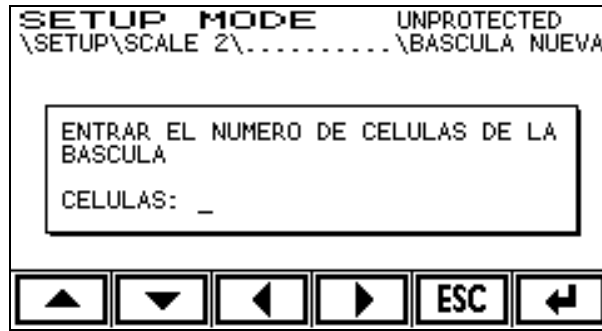 SETUP MODE UNPROTECTED
\SETUP\SCALE 2\..........\BASCULA NUEVA
ENTRAR EL NUMERO DE CELULAS DE LA
BASCULA
CELULAS: _
ESC